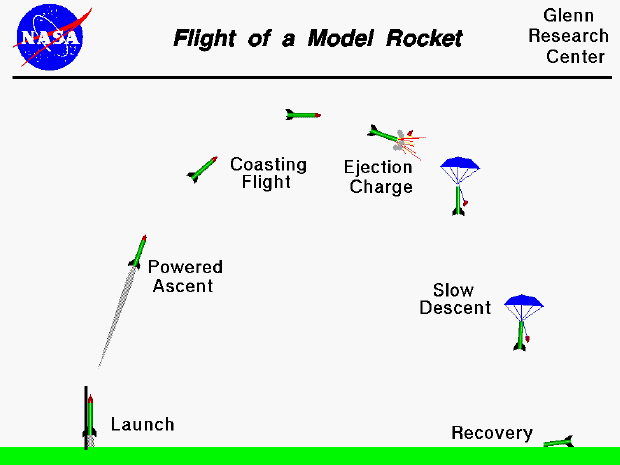 NASA
Flight of a Model Rocket
Glenn
Research
Center
Coasting
Flight
Ejection
Charge
Powered
Ascent
Slow
Descent
Launch
Recovery